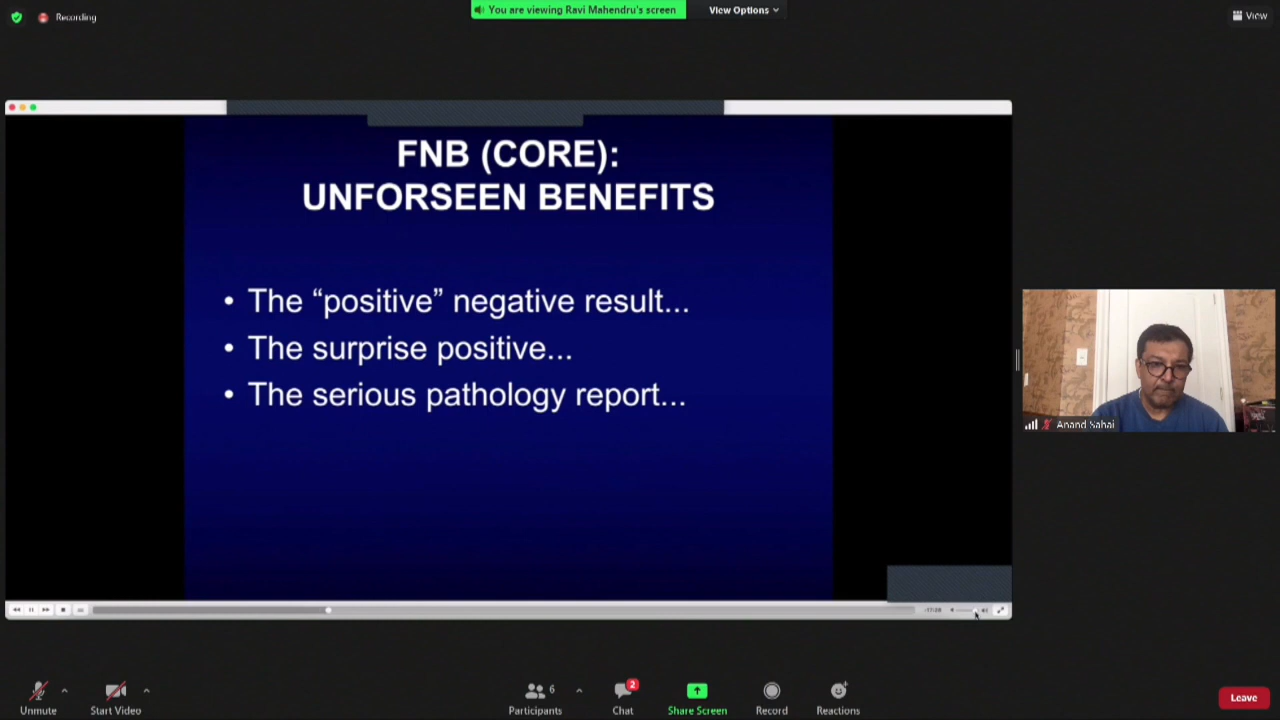 Recording
You are viewing Ravi Mahendru's screen
View Options
View
FNB (CORE):
UNFORSEEN BENEFITS
• The “positive” negative result...
• The surprise positive...
• The serious pathology report...
Anand Sahai
Unmute
Start Video
6
Participants
2
Chat
Share Screen
Record
Reactions
Leave